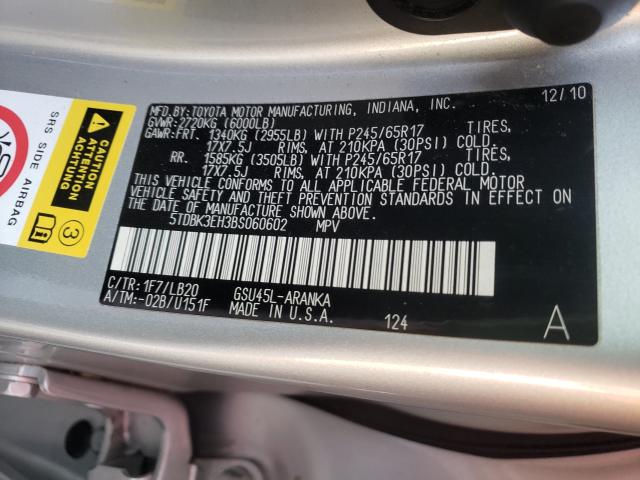 MFD.BY:TOYOTA MOTOR MANUFACTURING, INDIANA, INC. 12/10
GVWR:2720KG (6000LB)
GAWR:FRT. 1340KG (2955LB) WITH P245/65R17 TIRES,
17X7.5J RIMS, AT 210KPA (30PSI) COLD.
RR. 1585KG (3505LB) WITH P245/65R17 TIRES,
17X7.5J RIMS, AT 210KPA (30PSI) COLD.
THIS VEHICLE CONFORMS TO ALL APPLICABLE FEDERAL MOTOR
VEHICLE SAFETY STANDARDS IN EFFECT ON THE DATE
OF MANUFACTURE SHOWN ABOVE.
5TDBK3EH3BS060602 MPV
C/TR:1F7/LB20 GSU45L-ARANKA
A/TM:-02B/U151F MADE IN U.S.A. 124 A
SRS SIDE AIRBAG
CAUTION
ATTENTION
ACHTUNG
3